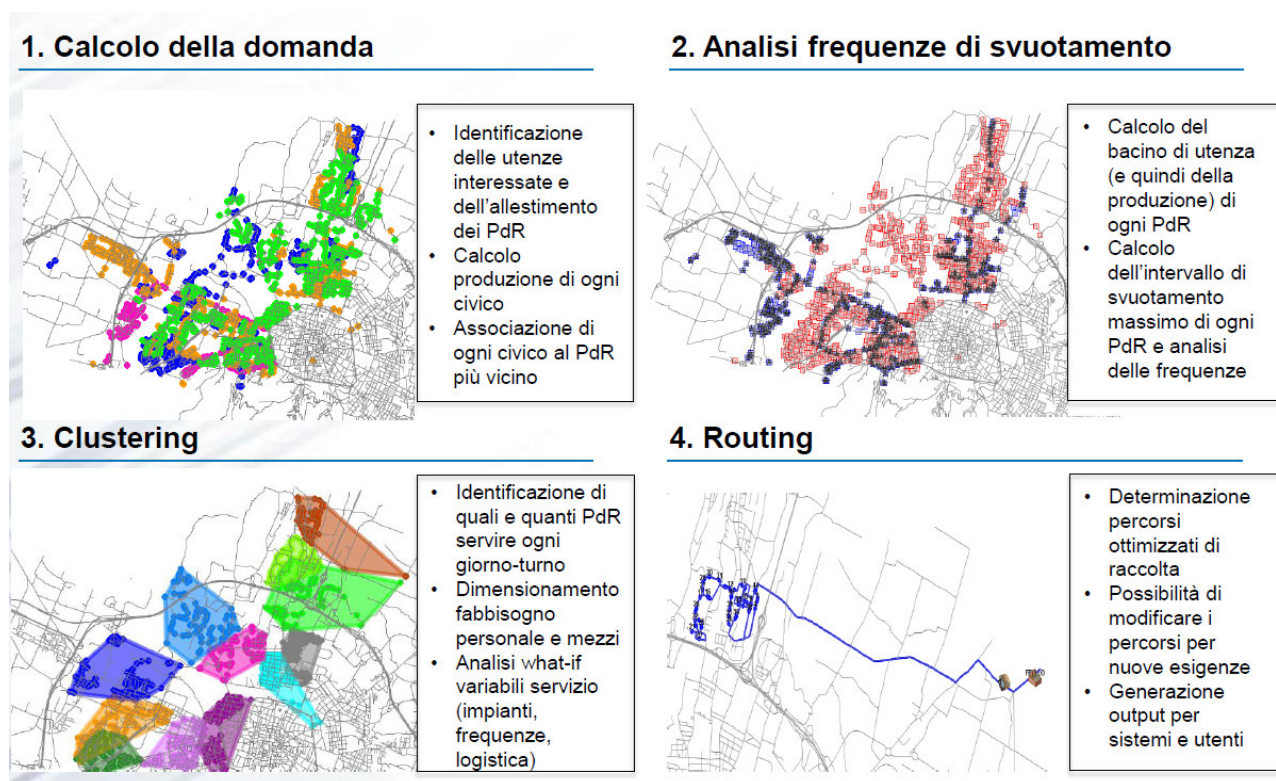 1. Calcolo della domanda
• Identificazione
delle utenze
interessate e
dell'allestimento
dei PdR
• Calcolo
produzione di ogni
civico
• Associazione di
ogni civico al PdR
più vicino
2. Analisi frequenze di svuotamento
• Calcolo del
bacino di utenza
(e quindi della
produzione) di
ogni PdR
• Calcolo
dell'intervallo di
svuotamento
massimo di ogni
PdR e analisi
delle frequenze
3. Clustering
• Identificazione di
quali e quanti PdR
servire ogni
giorno-turno
• Dimensionamento
fabbisogno
personale e mezzi
• Analisi what-if
variabili servizio
(impianti,
frequenze,
logistica)
4. Routing
• Determinazione
percorsi
ottimizzati di
raccolta
• Possibilità di
modificare i
percorsi per
nuove esigenze
• Generazione
output per
sistemi e utenti